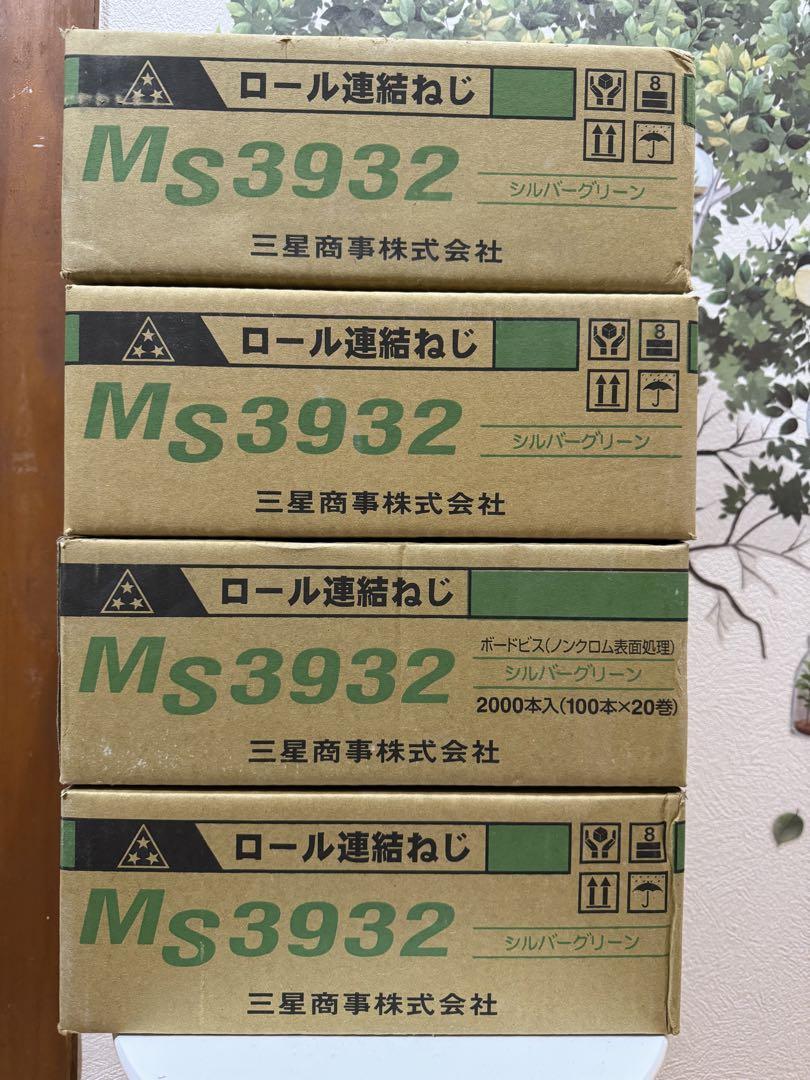 ロール連結ねじ
8
MS3932
シルバーグリーン
三星商事株式会社
ロール連結ねじ
8
MS3932
シルバーグリーン
三星商事株式会社
ロール連結ねじ
MS3932
ボードビス(ノンクロム表面処理)
シルバーグリーン
2000本入(100本×20巻)
三星商事株式会社
ロール連結ねじ
8
MS3932
シルバーグリーン
三星商事株式会社